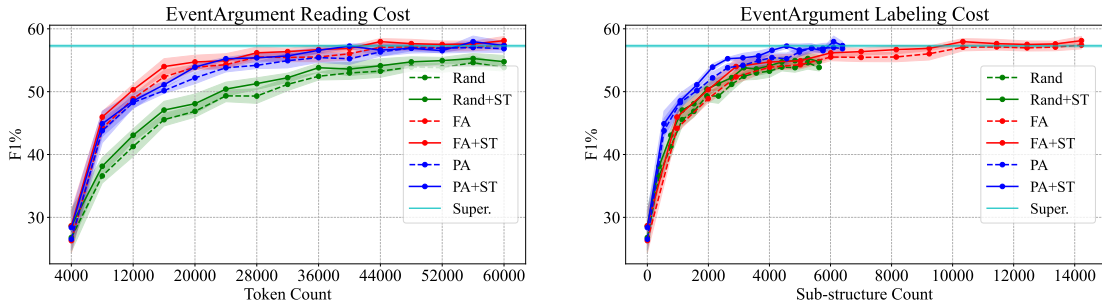 EventArgument Reading Cost
60
50
40
30
F1%
4000 12000 20000 28000 36000 44000 52000 60000
Token Count
Rand
Rand+ST
FA
FA+ST
PA
PA+ST
Super.
EventArgument Labeling Cost
60
50
40
30
F1%
0 2000 4000 6000 8000 10000 12000 14000
Sub-structure Count
Rand
Rand+ST
FA
FA+ST
PA
PA+ST
Super.